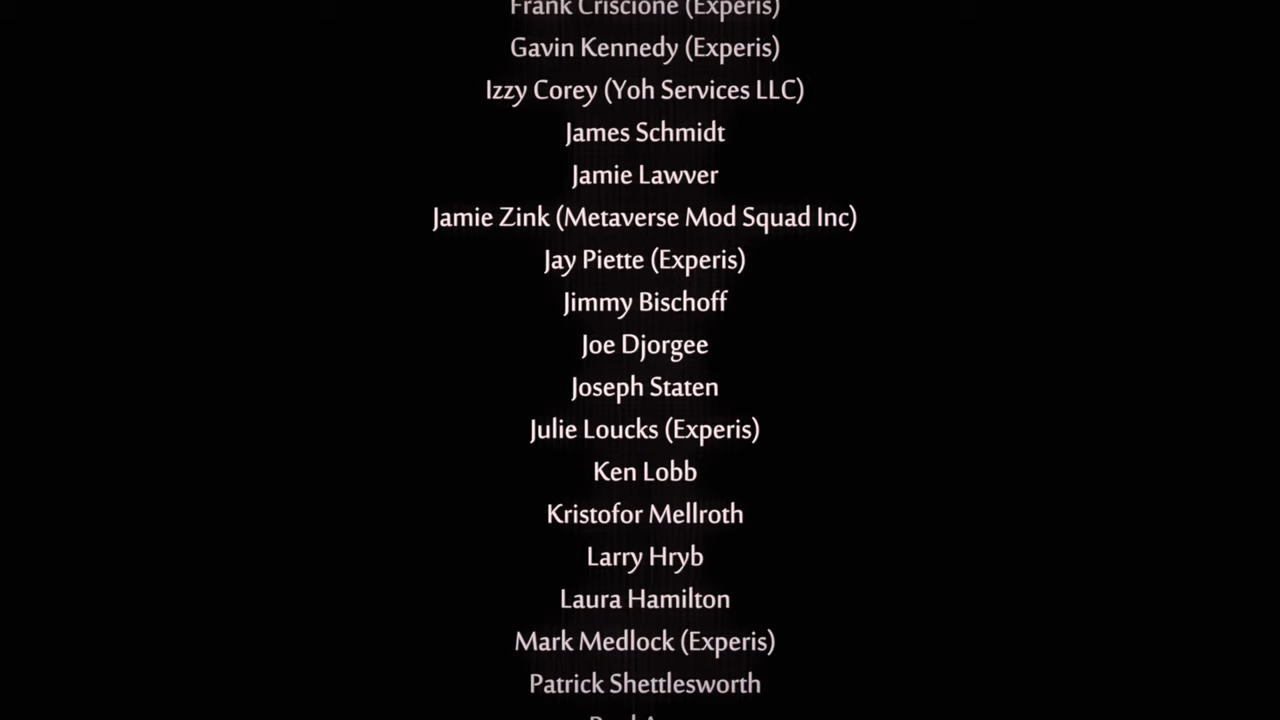 Frank Criscione (Experis)
Gavin Kennedy (Experis)
Izzy Corey (Yoh Services LLC)
James Schmidt
Jamie Lawver
Jamie Zink (Metaverse Mod Squad Inc)
Jay Piette (Experis)
Jimmy Bischoff
Joe Djorgee
Joseph Staten
Julie Loucks (Experis)
Ken Lobb
Kristofor Mellroth
Larry Hryb
Laura Hamilton
Mark Medlock (Experis)
Patrick Shettlesworth